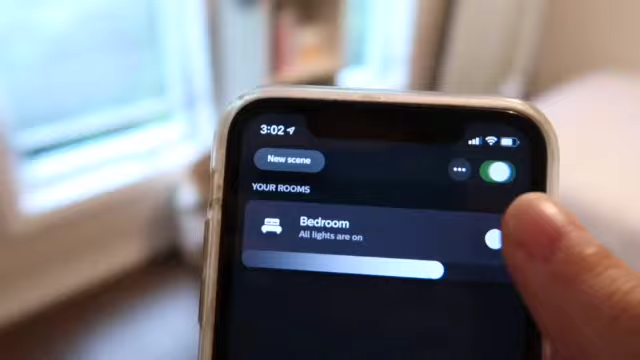 3:02
New scene
YOUR ROOMS
Bedroom
All lights are on